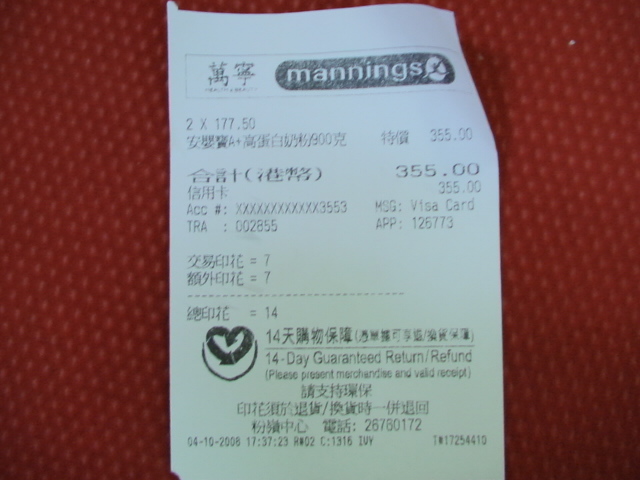 萬寧 mannings
2 X 177.50
安嬰寶A+高蛋白奶粉900克 特價 355.00
合計(港幣) 355.00
信用卡 355.00
Acc #: XXXXXXXXXXXX3553 MSG: Visa Card
TRA : 002855 APP: 126773
交易印花 = 7
額外印花 = 7
總印花 = 14
14天購物保障(憑單據可享退/換貨保障)
14-Day Guaranteed Return/Refund
(Please present merchandise and valid receipt)
請支持環保
印花須於退貨/換貨時一併退回
粉嶺中心 電話: 26760172
04-10-2008 17:37:23 R#02 C:1316 IVY T#17254410